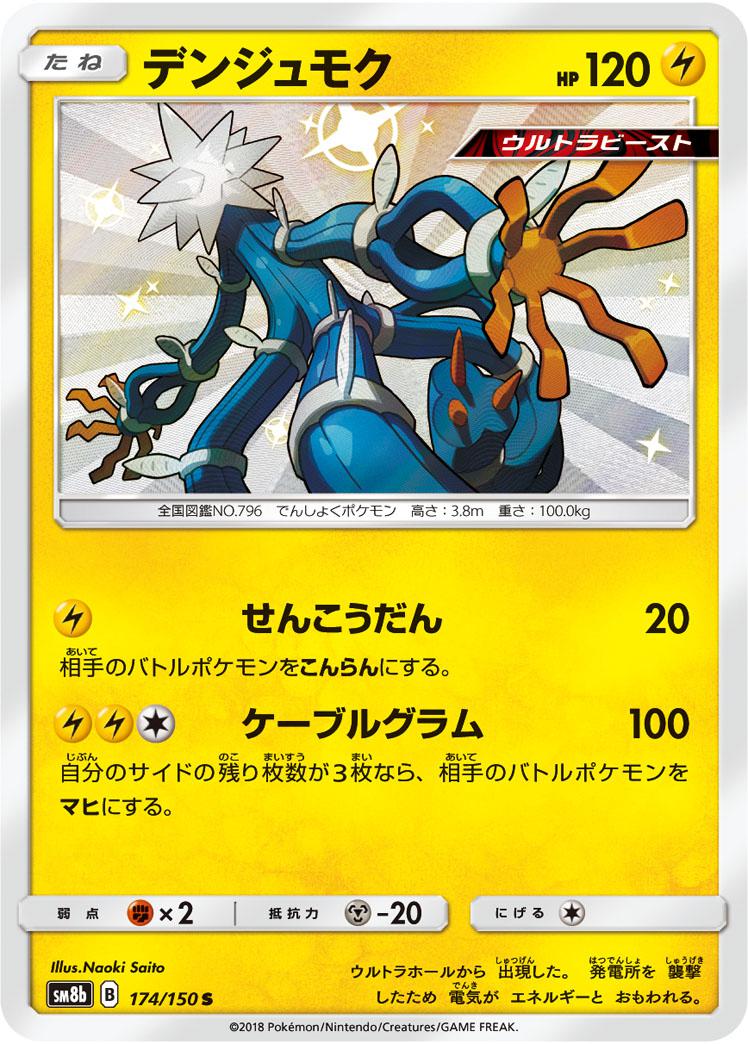 たね デンジュモク HP 120
ウルトラビースト
全国図鑑NO.796 でんしょくポケモン 高さ：3.8m 重さ：100.0kg
せんこうだん 20
相手のバトルポケモンをこんらんにする。
ケーブルグラム 100
自分のサイドの残り枚数が3枚なら、相手のバトルポケモンを
マヒにする。
弱点 ×2 抵抗力 -20 にげる
Illus.Naoki Saito
ウルトラホールから 出現した。 発電所を 襲撃
したため 電気が エネルギーと おもわれる。
SM8b B 174/150 S
©2018 Pokémon/Nintendo/Creatures/GAME FREAK.